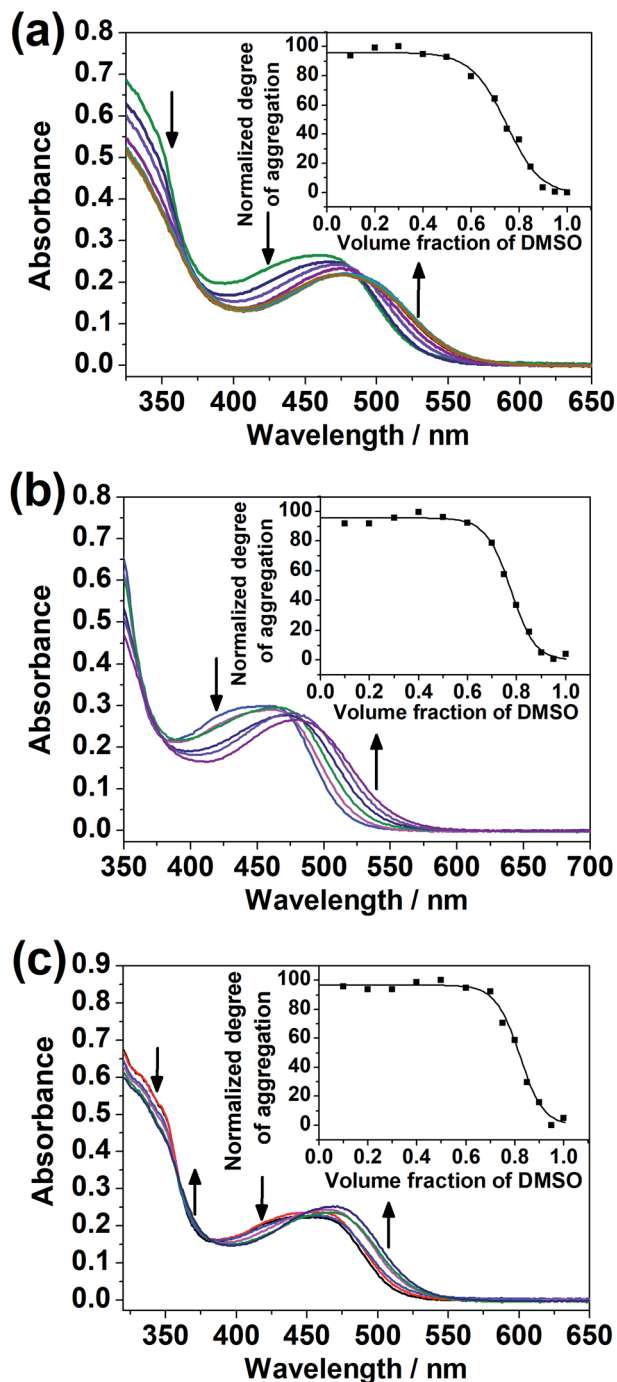 (a)
0.8
0.7
0.6
0.5
0.4
0.3
0.2
0.1
0.0
Absorbance
350 400 450 500 550 600 650
Wavelength / nm
Normalized degree
of aggregation
100
80
60
40
20
0
0.0 0.2 0.4 0.6 0.8 1.0
Volume fraction of DMSO
(b)
0.8
0.7
0.6
0.5
0.4
0.3
0.2
0.1
0.0
Absorbance
350 400 450 500 550 600 650 700
Wavelength / nm
Normalized degree
of aggregation
100
80
60
40
20
0
0.0 0.2 0.4 0.6 0.8 1.0
Volume fraction of DMSO
(c)
0.9
0.8
0.7
0.6
0.5
0.4
0.3
0.2
0.1
0.0
Absorbance
350 400 450 500 550 600 650
Wavelength / nm
Normalized degree
of aggregation
100
80
60
40
20
0
0.0 0.2 0.4 0.6 0.8 1.0
Volume fraction of DMSO